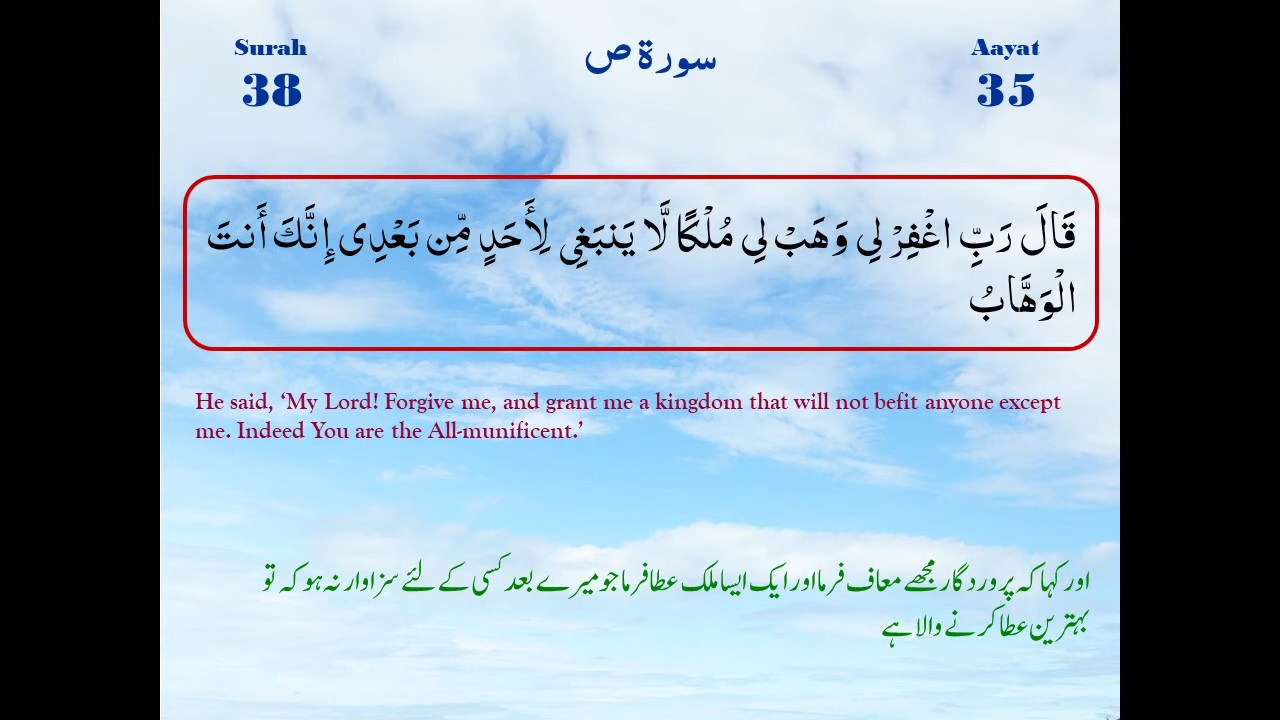 Surah
38
سورة ص
Aayat
35
قَالَ رَبِّ اغْفِرْ لِي وَهَبْ لِي مُلْكًا لَّا يَنبَغِي لِأَحَدٍ مِّن بَعْدِي إِنَّكَ أَنتَ
الْوَهَّابُ
He said, ‘My Lord! Forgive me, and grant me a kingdom that will not befit anyone except
me. Indeed You are the All-munificent.’
اور کہا کہ پروردگار مجھے معاف فرما اور ایک ایسا ملک عطا فرما جو میرے بعد کسی کے لئے سزاوار نہ ہو کہ تو
بہترین عطا کرنے والا ہے